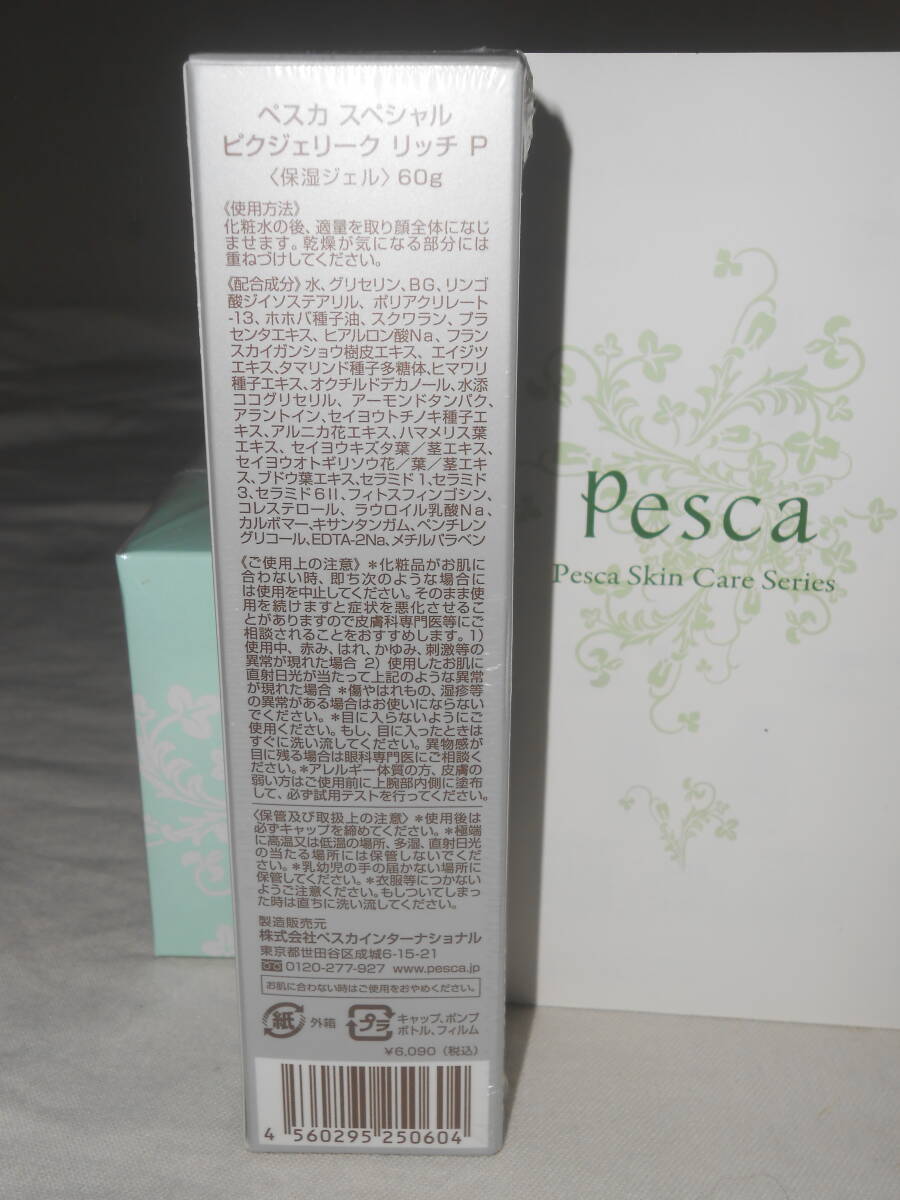 ペスカ スペシャル
ピクジェリーク リッチ P
〈保湿ジェル〉60g
《使用方法》
化粧水の後、適量を取り顔全体になじ
ませます。乾燥が気になる部分には
重ねづけしてください。
《配合成分》水、グリセリン、BG、リンゴ
酸ジイソステアリル、ポリアクリレート
-13、ホホバ種子油、スクワラン、プラ
センタエキス、ヒアルロン酸Na、フラン
スカイガンショウ樹皮エキス、エイジツ
エキス、タマリンド種子多糖体、ヒマワリ
種子エキス、オクチルドデカノール、水添
ココグリセリル、アーモンドタンパク、
アラントイン、セイヨウトチノキ種子エ
キス、アルニカ花エキス、ハマメリス葉
エキス、セイヨウキズタ葉／茎エキス、
セイヨウオトギリソウ花／葉／茎エキ
ス、ブドウ葉エキス、セラミド1、セラミド
3、セラミド6II、フィトスフィンゴシン、
コレステロール、ラウロイル乳酸Na、
カルボマー、キサンタンガム、ペンチレン
グリコール、EDTA-2Na、メチルパラベン
《ご使用上の注意》＊化粧品がお肌に
合わない時、即ち次のような場合に
は使用を中止してください。そのまま使
用を続けますと症状を悪化させるこ
とがありますので皮膚科専門医等にご
相談されることをおすすめします。1）
使用中、赤み、はれ、かゆみ、刺激等の
異常が現れた場合 2）使用したお肌に
直射日光が当たって上記のような異常
が現れた場合 ＊傷やはれもの、湿疹等
の異常がある場合はお使いにならない
でください。＊目に入らないようにご
使用ください。もし、目に入ったときは
すぐに洗い流してください。異物感が
目に残る場合は眼科専門医にご相談く
ださい。＊アレルギー体質の方、皮膚の
弱い方はご使用前に上腕部内側に塗布
して、必ず試用テストを行ってください。
〈保管及び取扱上の注意〉＊使用後は
必ずキャップを締めてください。＊極端
に高温又は低温の場所、多湿、直射日光
の当たる場所には保管しないでくだ
さい。＊乳幼児の手の届かない場所に
保管してください。＊衣服等につかない
ようご注意ください。もしついてしまっ
た時は直ちに洗い流してください。
製造販売元
株式会社ペスカインターナショナル
東京都世田谷区成城6-15-21
0120-277-927 www.pesca.jp
お肌に合わない時はご使用をおやめください。
紙 外箱 プラ キャップ、ポンプ
ボトル、フィルム
¥6,090（税込）
4 560295 250604
Pesca
Pesca Skin Care Series